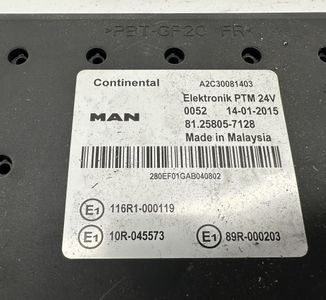 >PBT-GF20 FR<
Continental A2C30081403
Elektronik PTM 24V
MAN 0052 14-01-2015
81.25805-7128
Made in Malaysia
280EF01GAB040802
E1 116R1-000119
E1 10R-045573 E1 89R-000203